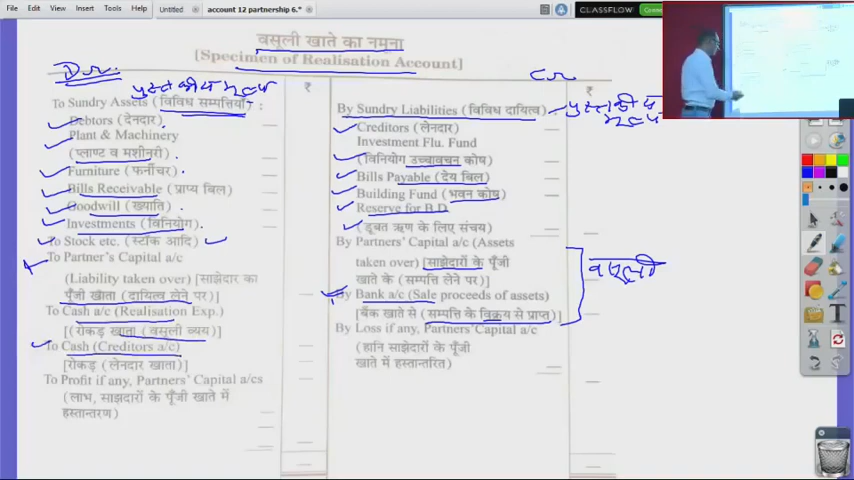 File Edit View Insert Tools Help
Untitled
account 12 partnership 6.*
CLASSFLOW
वसूली खाते का नमूना
[Specimen of Realisation Account]
Dr.
पुस्तकीय मूल्य
₹
To Sundry Assets (विविध सम्पत्तियाँ) :
Debtors (देनदार)
Plant & Machinery
(प्लाण्ट व मशीनरी)
Furniture (फर्नीचर)
Bills Receivable (प्राप्य बिल)
Goodwill (ख्याति)
Investments (विनियोग)
To Stock etc. (स्टॉक आदि)
To Partner's Capital a/c
(Liability taken over) [साझेदार का
पूँजी खाता (दायित्व लेने पर)
To Cash a/c (Realisation Exp.)
[(रोकड़ खाता (वसूली व्यय)
To Cash (Creditors a/c)
[रोकड़ (लेनदार खाता)
To Profit if any, Partners' Capital a/cs
(लाभ, साझदारों के पूँजी खाते में
हस्तान्तरण)
Cr.
₹
By Sundry Liabilities (विविध दायित्व)
पुस्तकीय
मूल्य
Creditors (लेनदार)
Investment Flu. Fund
(विनियोग उच्चावचन कोष)
Bills Payable (देय बिल)
Building Fund (भवन कोष)
Reserve for B.D.
(डूबत ऋण के लिए संचय)
By Partners' Capital a/c (Assets
taken over) [साझेदारों के पूँजी
खाते के (सम्पत्ति लेने पर)
By Bank a/c (Sale proceeds of assets)
[बैंक खाते से (सम्पत्ति के विक्रय से प्राप्त)]
वसूली
By Loss if any, Partners'Capital a/c
(हानि साझेदारों की पूँजी
खाते में हस्तांतरित)